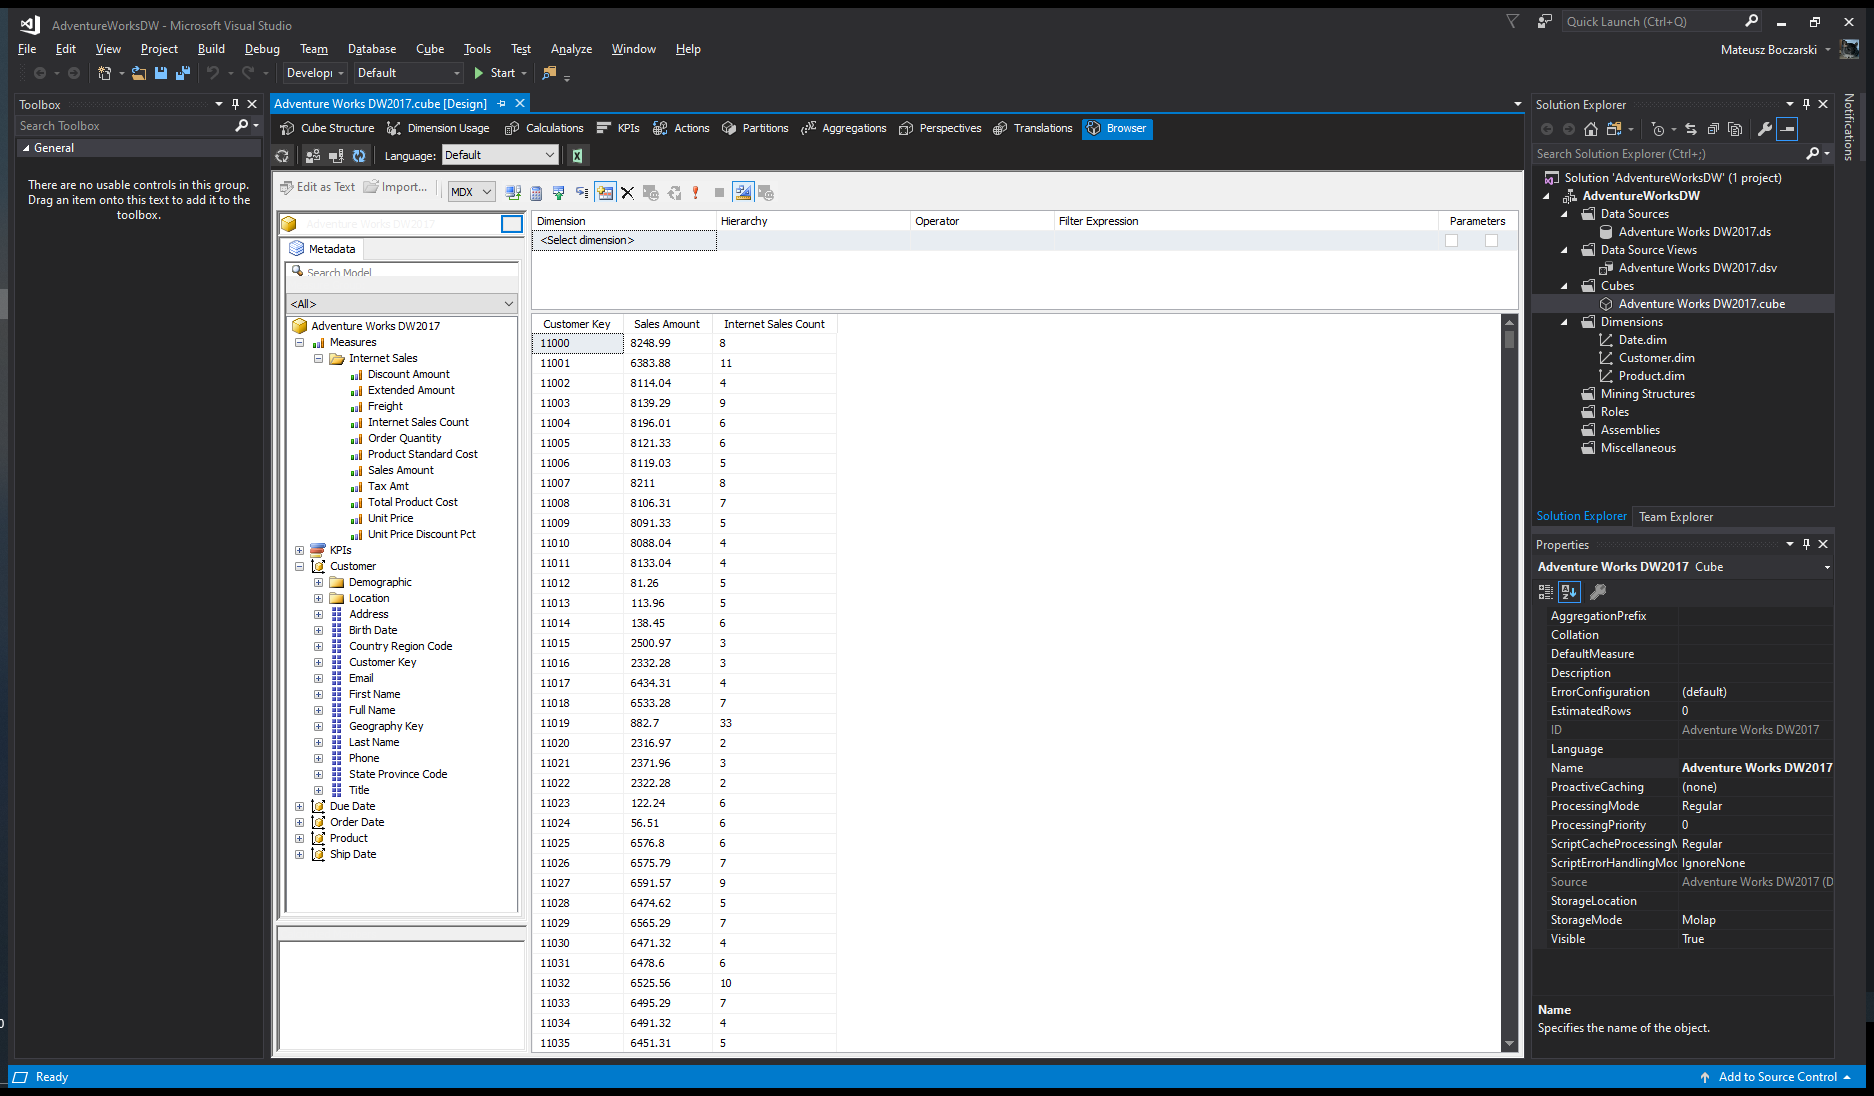 AdventureWorksDW - Microsoft Visual Studio
Quick Launch (Ctrl+Q)
File Edit View Project Build Debug Team Database Cube Tools Test Analyze Window Help
Mateusz Boczarski
Developi Default Start
Toolbox
Search Toolbox
General
There are no usable controls in this group.
Drag an item onto this text to add it to the
toolbox.
Adventure Works DW2017.cube [Design]
Cube Structure Dimension Usage Calculations KPIs Actions Partitions Aggregations Perspectives Translations Browser
Language: Default
Edit as Text Import... MDX
Adventure Works DW2017
Metadata
Search Model
<All>
Adventure Works DW2017
Measures
Internet Sales
Discount Amount
Extended Amount
Freight
Internet Sales Count
Order Quantity
Product Standard Cost
Sales Amount
Tax Amt
Total Product Cost
Unit Price
Unit Price Discount Pct
KPIs
Customer
Demographic
Location
Address
Birth Date
Country Region Code
Customer Key
Email
First Name
Full Name
Geography Key
Last Name
Phone
State Province Code
Title
Due Date
Order Date
Product
Ship Date
Dimension Hierarchy Operator Filter Expression Parameters
<Select dimension>
Customer Key Sales Amount Internet Sales Count
11000 8248.99 8
11001 6383.88 11
11002 8114.04 4
11003 8139.29 9
11004 8196.01 6
11005 8121.33 6
11006 8119.03 5
11007 8211 8
11008 8106.31 7
11009 8091.33 5
11010 8088.04 4
11011 8133.04 4
11012 81.26 5
11013 113.96 5
11014 138.45 6
11015 2500.97 3
11016 2332.28 3
11017 6434.31 4
11018 6533.28 7
11019 882.7 33
11020 2316.97 2
11021 2371.96 3
11022 2322.28 2
11023 122.24 6
11024 56.51 6
11025 6576.8 6
11026 6575.79 7
11027 6591.57 9
11028 6474.62 5
11029 6565.29 7
11030 6471.32 4
11031 6478.6 6
11032 6525.56 10
11033 6495.29 7
11034 6491.32 4
11035 6451.31 5
Solution Explorer
Search Solution Explorer (Ctrl+;)
Solution 'AdventureWorksDW' (1 project)
AdventureWorksDW
Data Sources
Adventure Works DW2017.ds
Data Source Views
Adventure Works DW2017.dsv
Cubes
Adventure Works DW2017.cube
Dimensions
Date.dim
Customer.dim
Product.dim
Mining Structures
Roles
Assemblies
Miscellaneous
Solution Explorer Team Explorer
Notifications
Properties
Adventure Works DW2017 Cube
AggregationPrefix
Collation
DefaultMeasure
Description
ErrorConfiguration (default)
EstimatedRows 0
ID Adventure Works DW2017
Language
Name Adventure Works DW2017
ProactiveCaching (none)
ProcessingMode Regular
ProcessingPriority 0
ScriptCacheProcessingM Regular
ScriptErrorHandlingMod IgnoreNone
Source Adventure Works DW2017 (D
StorageLocation
StorageMode Molap
Visible True
Name
Specifies the name of the object.
Ready
Add to Source Control